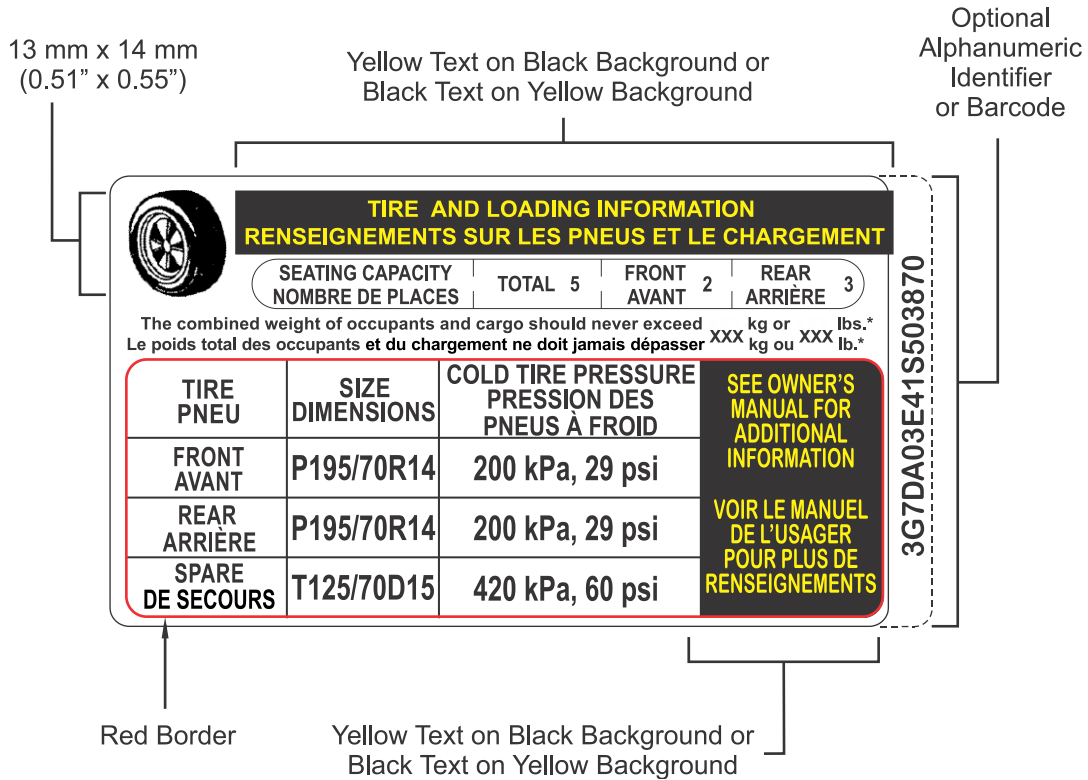 13 mm x 14 mm
(0.51” x 0.55”)
Yellow Text on Black Background or
Black Text on Yellow Background
Optional
Alphanumeric
Identifier
or Barcode
TIRE AND LOADING INFORMATION
RENSEIGNEMENTS SUR LES PNEUS ET LE CHARGEMENT
SEATING CAPACITY
NOMBRE DE PLACES
TOTAL 5
FRONT
AVANT
2
REAR
ARRIÈRE
3
The combined weight of occupants and cargo should never exceed XXX kg or XXX lbs.*
Le poids total des occupants et du chargement ne doit jamais dépasser XXX kg ou XXX lb.*
TIRE
PNEU
SIZE
DIMENSIONS
COLD TIRE PRESSURE
PRESSION DES
PNEUS À FROID
FRONT
AVANT
P195/70R14
200 kPa, 29 psi
REAR
ARRIÈRE
P195/70R14
200 kPa, 29 psi
SPARE
DE SECOURS
T125/70D15
420 kPa, 60 psi
SEE OWNER’S
MANUAL FOR
ADDITIONAL
INFORMATION
VOIR LE MANUEL
DE L’USAGER
POUR PLUS DE
RENSEIGNEMENTS
3G7DA03E41S503870
Red Border
Yellow Text on Black Background or
Black Text on Yellow Background